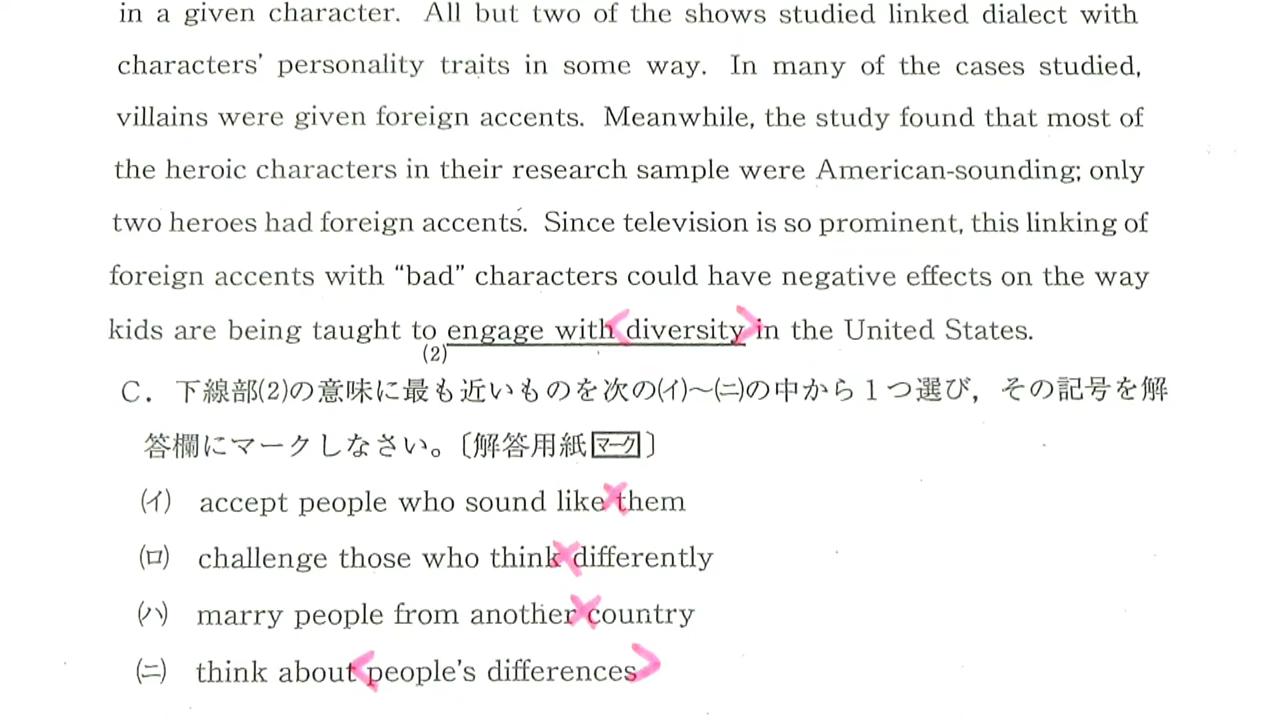 in a given character. All but two of the shows studied linked dialect with
characters' personality traits in some way. In many of the cases studied,
villains were given foreign accents. Meanwhile, the study found that most of
the heroic characters in their research sample were American-sounding; only
two heroes had foreign accents. Since television is so prominent, this linking of
foreign accents with “bad” characters could have negative effects on the way
kids are being taught to engage with diversity in the United States.
(2)
C. 下線部(2)の意味に最も近いものを次の(イ)〜(ニ)の中から1つ選び，その記号を解
答欄にマークしなさい。〔解答用紙マーク〕
(イ) accept people who sound like them
(ロ) challenge those who think differently
(ハ) marry people from another country
(ニ) think about people's differences